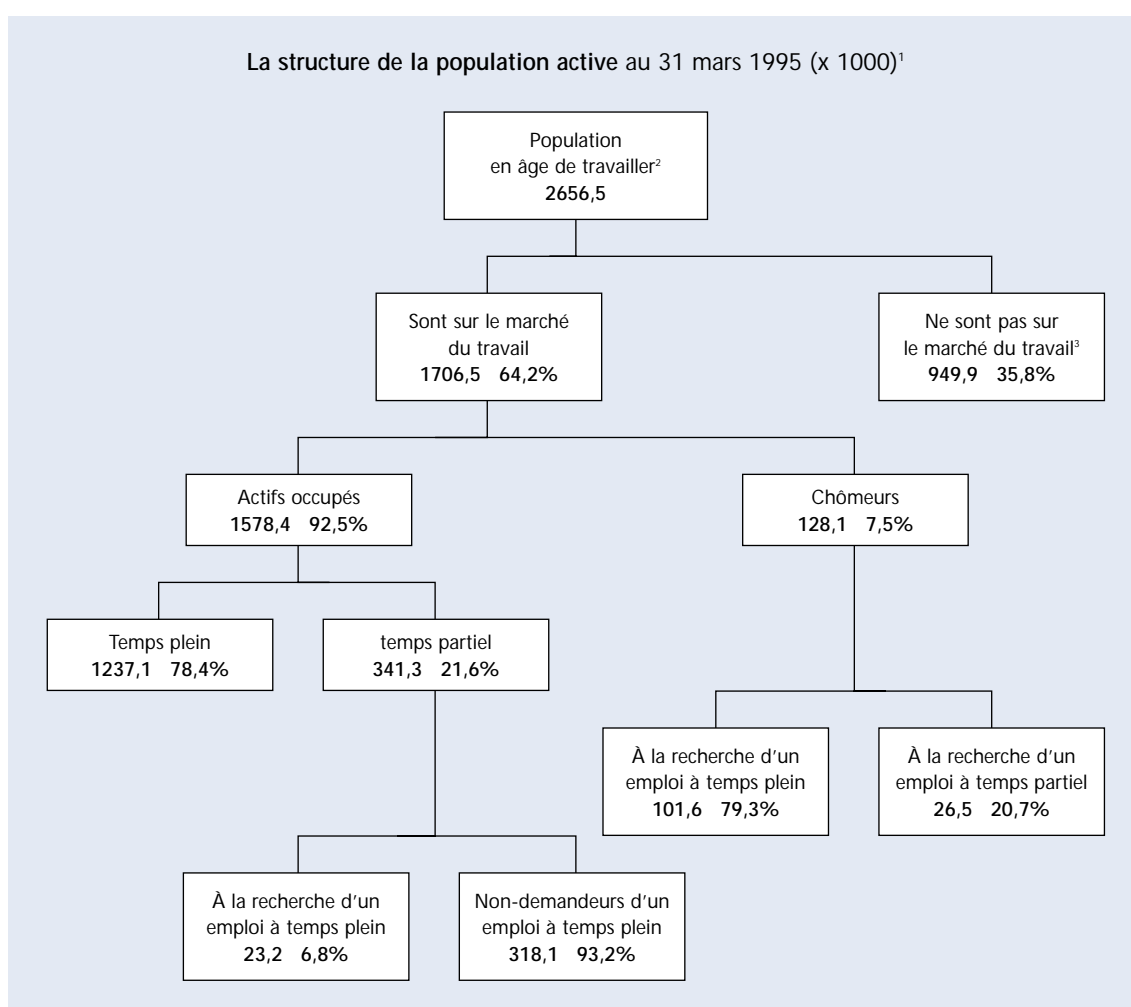 La structure de la population active au 31 mars 1995 (x 1000)¹
Population
en âge de travailler²
2656,5
Sont sur le marché
du travail
1706,5 64,2%
Ne sont pas sur
le marché du travail³
949,9 35,8%
Actifs occupés
1578,4 92,5%
Chômeurs
128,1 7,5%
Temps plein
1237,1 78,4%
temps partiel
341,3 21,6%
À la recherche d'un
emploi à temps plein
101,6 79,3%
À la recherche d'un
emploi à temps partiel
26,5 20,7%
À la recherche d'un
emploi à temps plein
23,2 6,8%
Non-demandeurs d'un
emploi à temps plein
318,1 93,2%